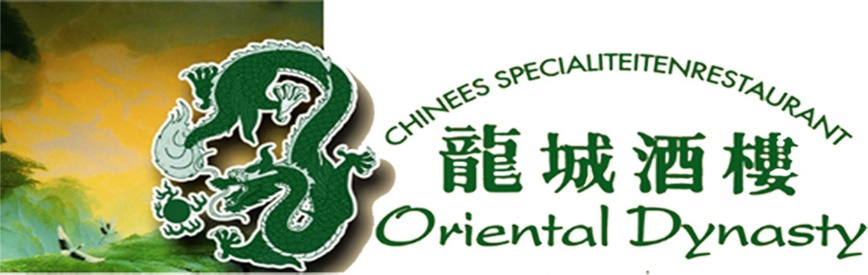 CHINEES SPECIALITEITENRESTAURANT
龍城酒樓
Oriental Dynasty